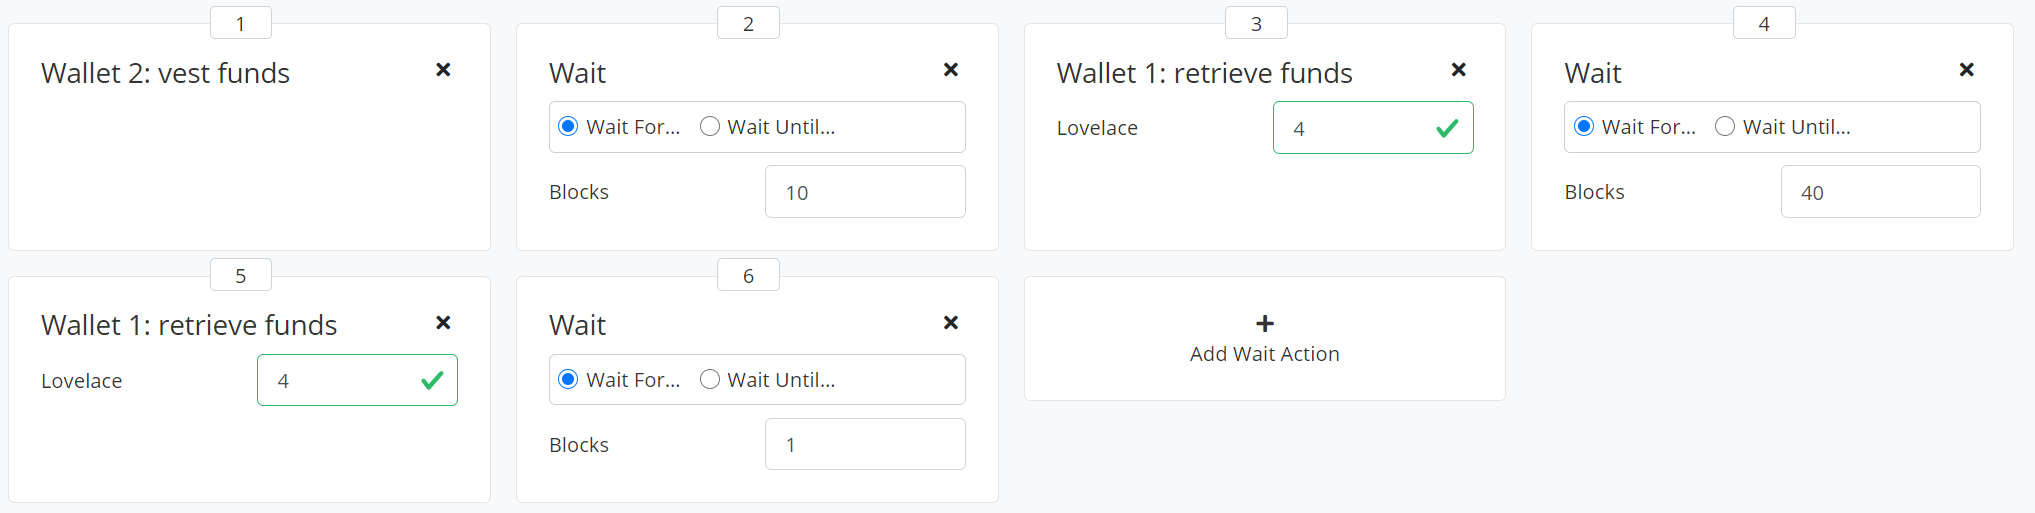 1
Wallet 2: vest funds
2
Wait
Wait For... Wait Until...
Blocks 10
3
Wallet 1: retrieve funds
Lovelace 4
4
Wait
Wait For... Wait Until...
Blocks 40
5
Wallet 1: retrieve funds
Lovelace 4
6
Wait
Wait For... Wait Until...
Blocks 1
Add Wait Action